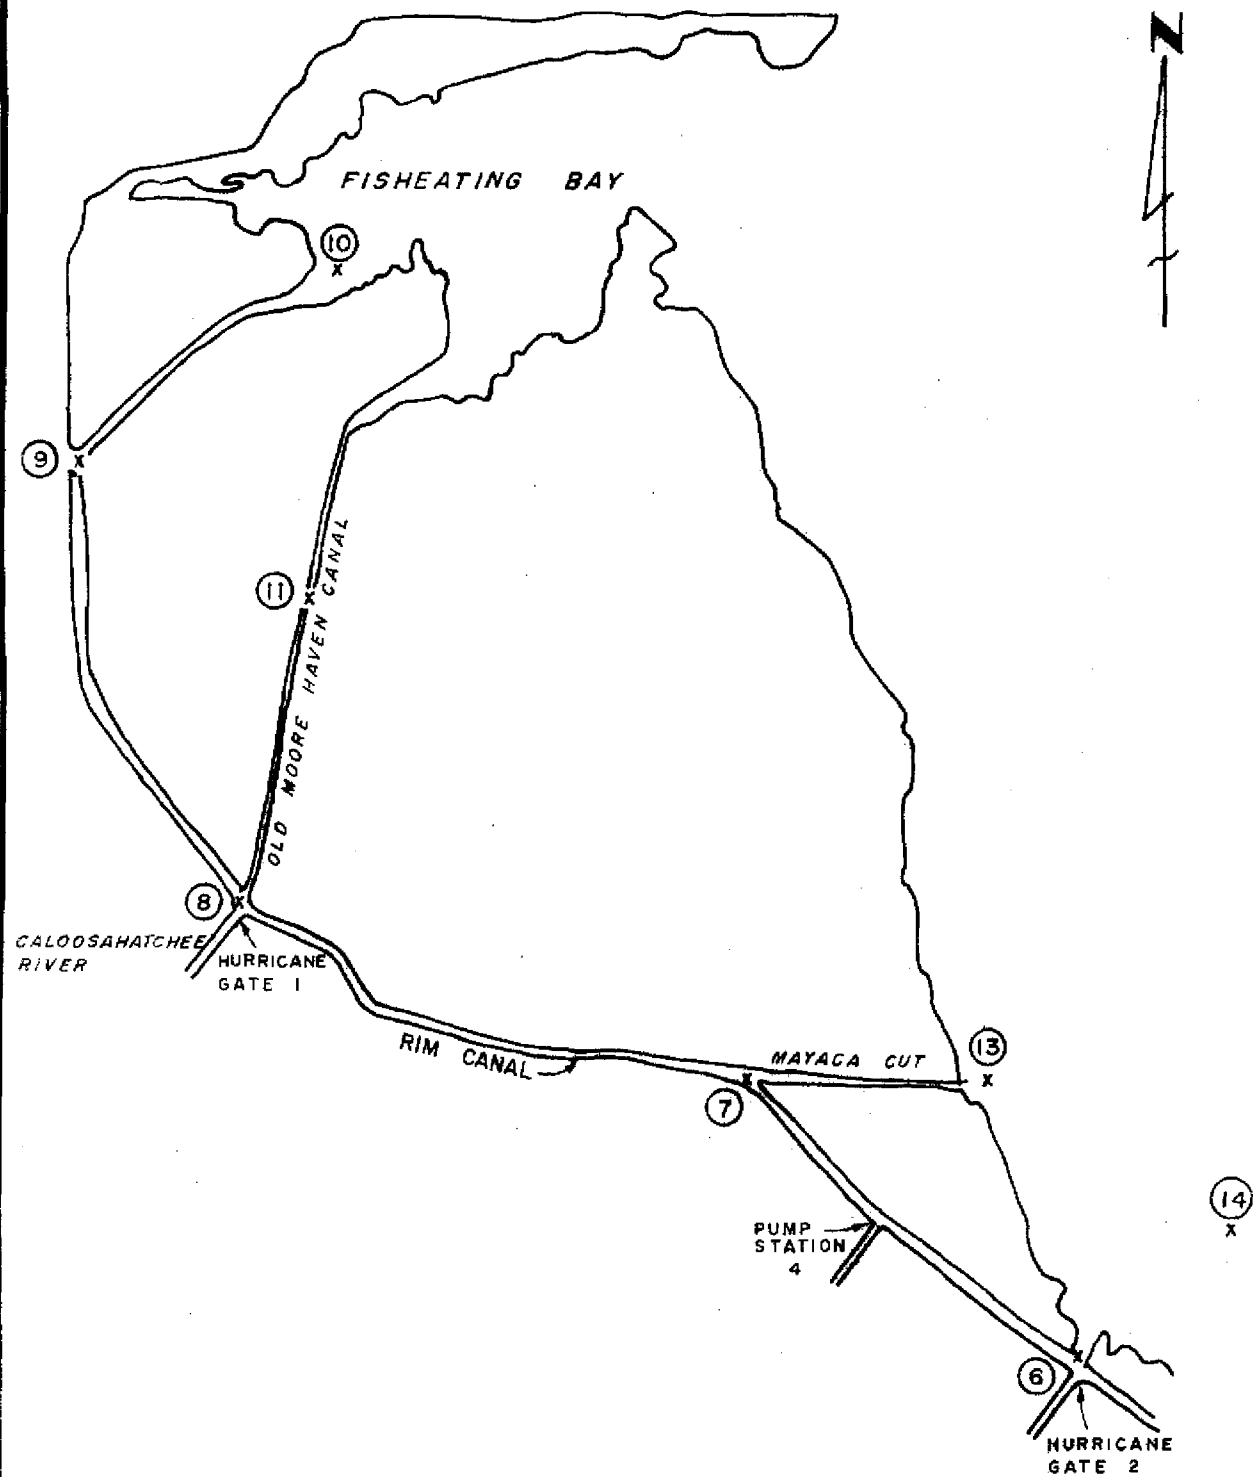 N
FISHEATING BAY
10
9
11
OLD MOORE HAVEN CANAL
8
CALOOSAHATCHEE
RIVER
HURRICANE
GATE 1
RIM CANAL
MAYACA CUT
13
7
14
PUMP
STATION
4
6
HURRICANE
GATE 2